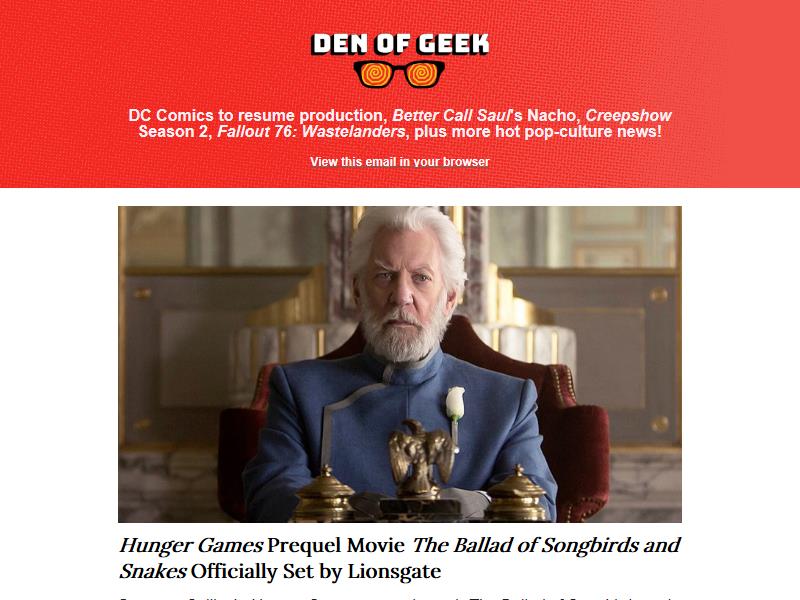 DEN OF GEEK
DC Comics to resume production, Better Call Saul's Nacho, Creepshow
Season 2, Fallout 76: Wastelanders, plus more hot pop-culture news!
View this email in your browser
Hunger Games Prequel Movie The Ballad of Songbirds and
Snakes Officially Set by Lionsgate